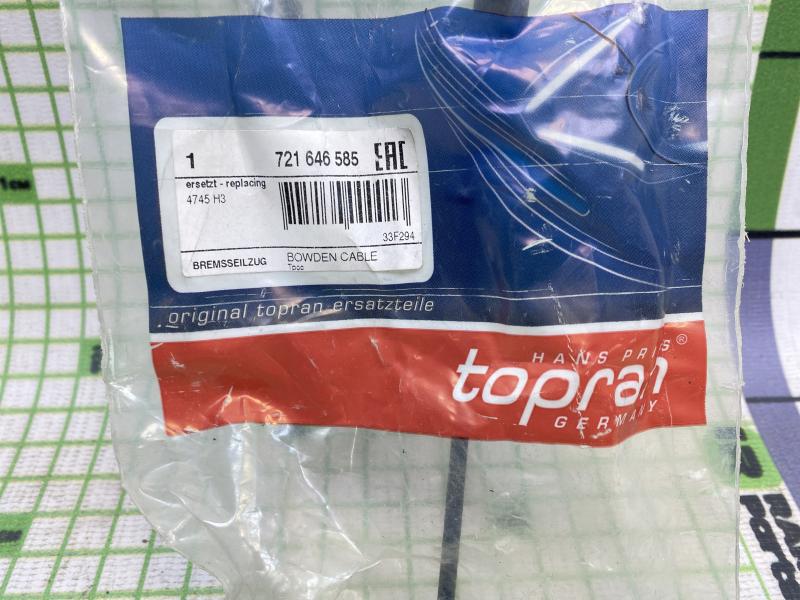 1 721 646 585 EAC
ersetzt - replacing
4745 H3
33F294
BREMSSEILZUG BOWDEN CABLE
original topran ersatzteile
HANS PRIES®
topran
GERMANY
1cm